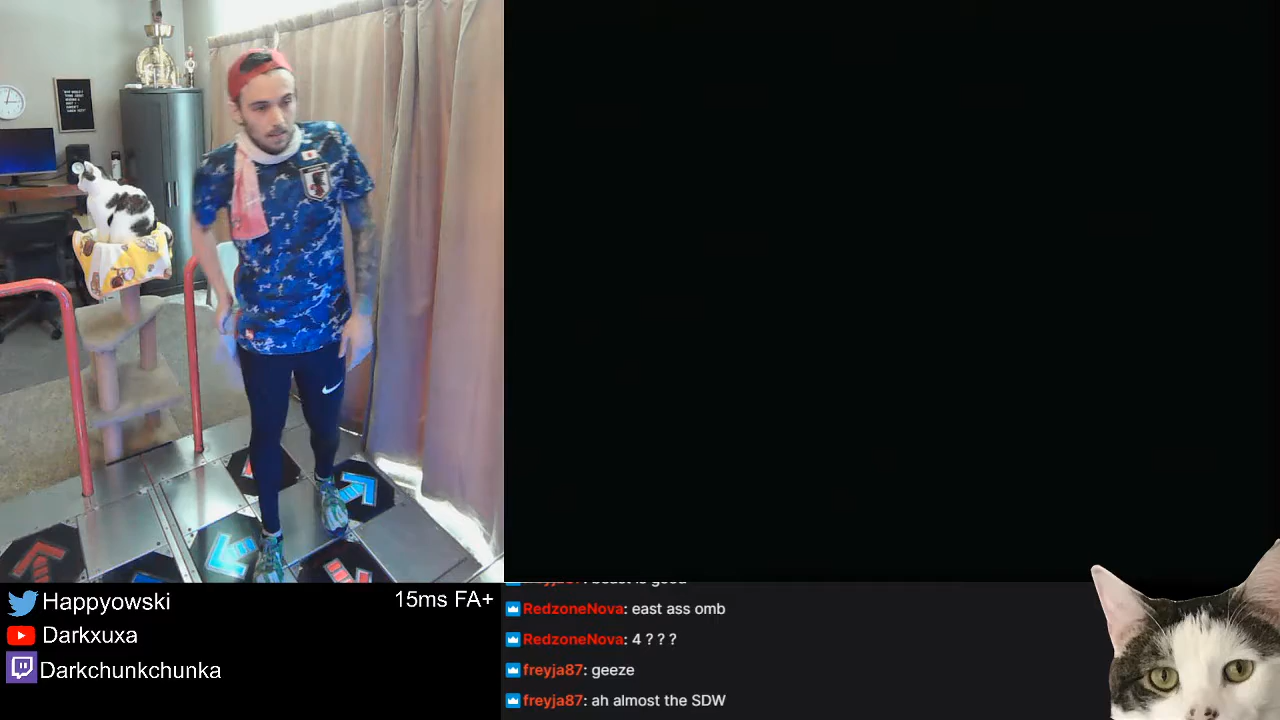 Happyowski
15ms FA+
Darkxuxa
Darkchunkchunka
RedzoneNova: east ass omb
RedzoneNova: 4 ? ? ?
freyja87: geeze
freyja87: ah almost the SDW